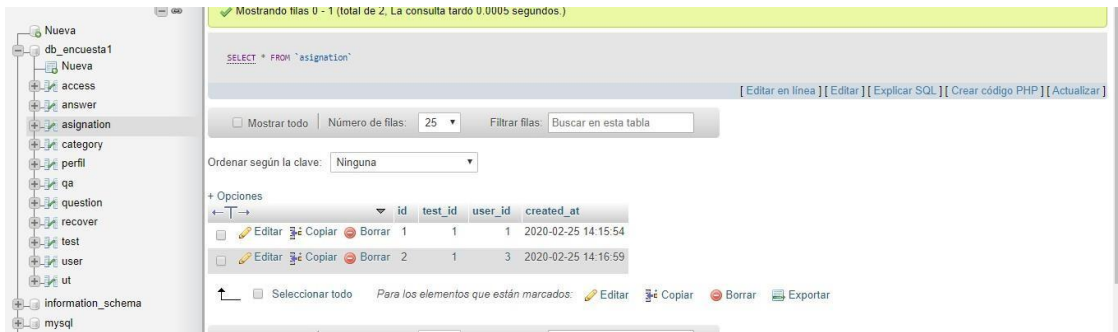 Nueva
db_encuesta1
Nueva
access
answer
asignation
category
perfil
qa
question
recover
test
user
ut
information_schema
mysql
Mostrando filas 0 - 1 (total de 2, La consulta tardó 0.0005 segundos.)
SELECT * FROM `asignation`
[ Editar en línea ] [ Editar ] [ Explicar SQL ] [ Crear código PHP ] [ Actualizar ]
Mostrar todo Número de filas: 25 Filtrar filas: Buscar en esta tabla
Ordenar según la clave: Ninguna
+ Opciones
←T→ id test_id user_id created_at
Editar Copiar Borrar 1 1 1 2020-02-25 14:15:54
Editar Copiar Borrar 2 1 3 2020-02-25 14:16:59
Seleccionar todo Para los elementos que están marcados: Editar Copiar Borrar Exportar